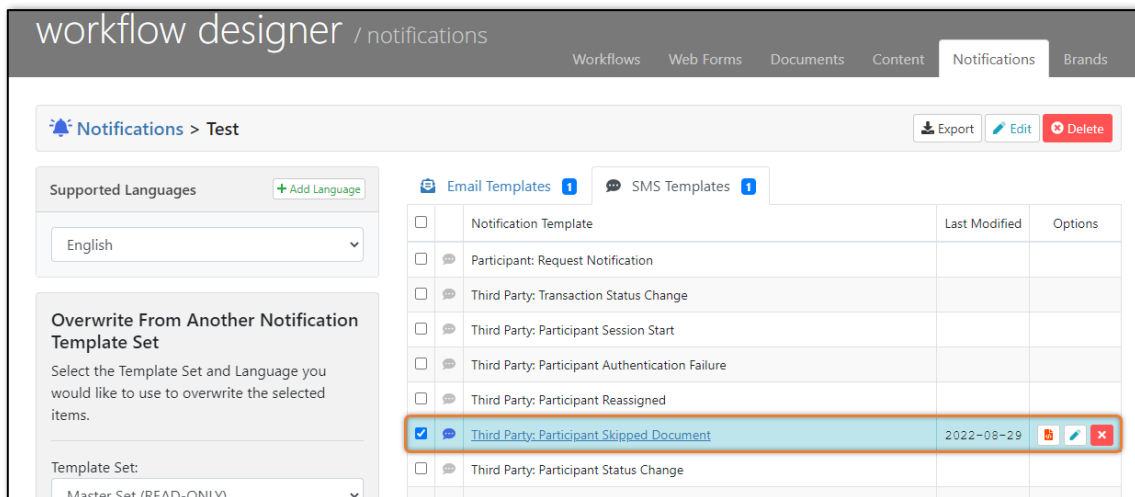 workflow designer / notifications
Workflows Web Forms Documents Content Notifications Brands
Notifications > Test
Export Edit Delete
Supported Languages
+ Add Language
English
Overwrite From Another Notification
Template Set
Select the Template Set and Language you
would like to use to overwrite the selected
items.
Template Set:
Master Set (READ-ONLY)
Email Templates 1 SMS Templates 1
Notification Template Last Modified Options
Participant: Request Notification
Third Party: Transaction Status Change
Third Party: Participant Session Start
Third Party: Participant Authentication Failure
Third Party: Participant Reassigned
Third Party: Participant Skipped Document 2022-08-29
Third Party: Participant Status Change